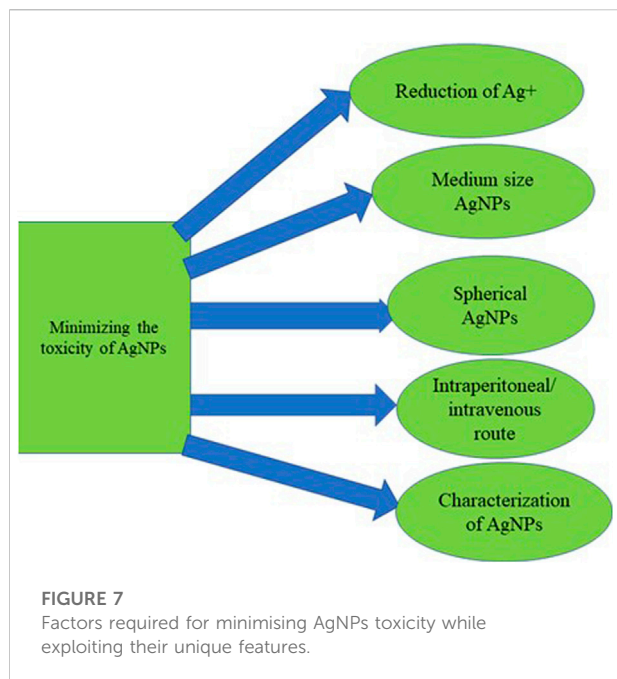 Minimizing the
toxicity of AgNPs
Reduction of Ag+
Medium size
AgNPs
Spherical
AgNPs
Intraperitoneal/
intravenous
route
Characterization
of AgNPs
FIGURE 7
Factors required for minimising AgNPs toxicity while
exploiting their unique features.